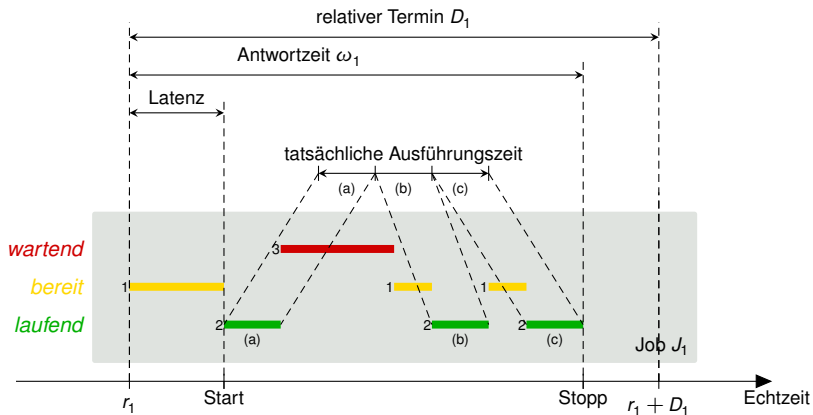 relativer Termin D₁
Antwortzeit ω₁
Latenz
tatsächliche Ausführungszeit
(a) (b) (c)
wartend 3
bereit 1 1 1
laufend 2 2 2
(a) (b) (c)
Job J₁
r₁ Start Stopp r₁ + D₁ Echtzeit